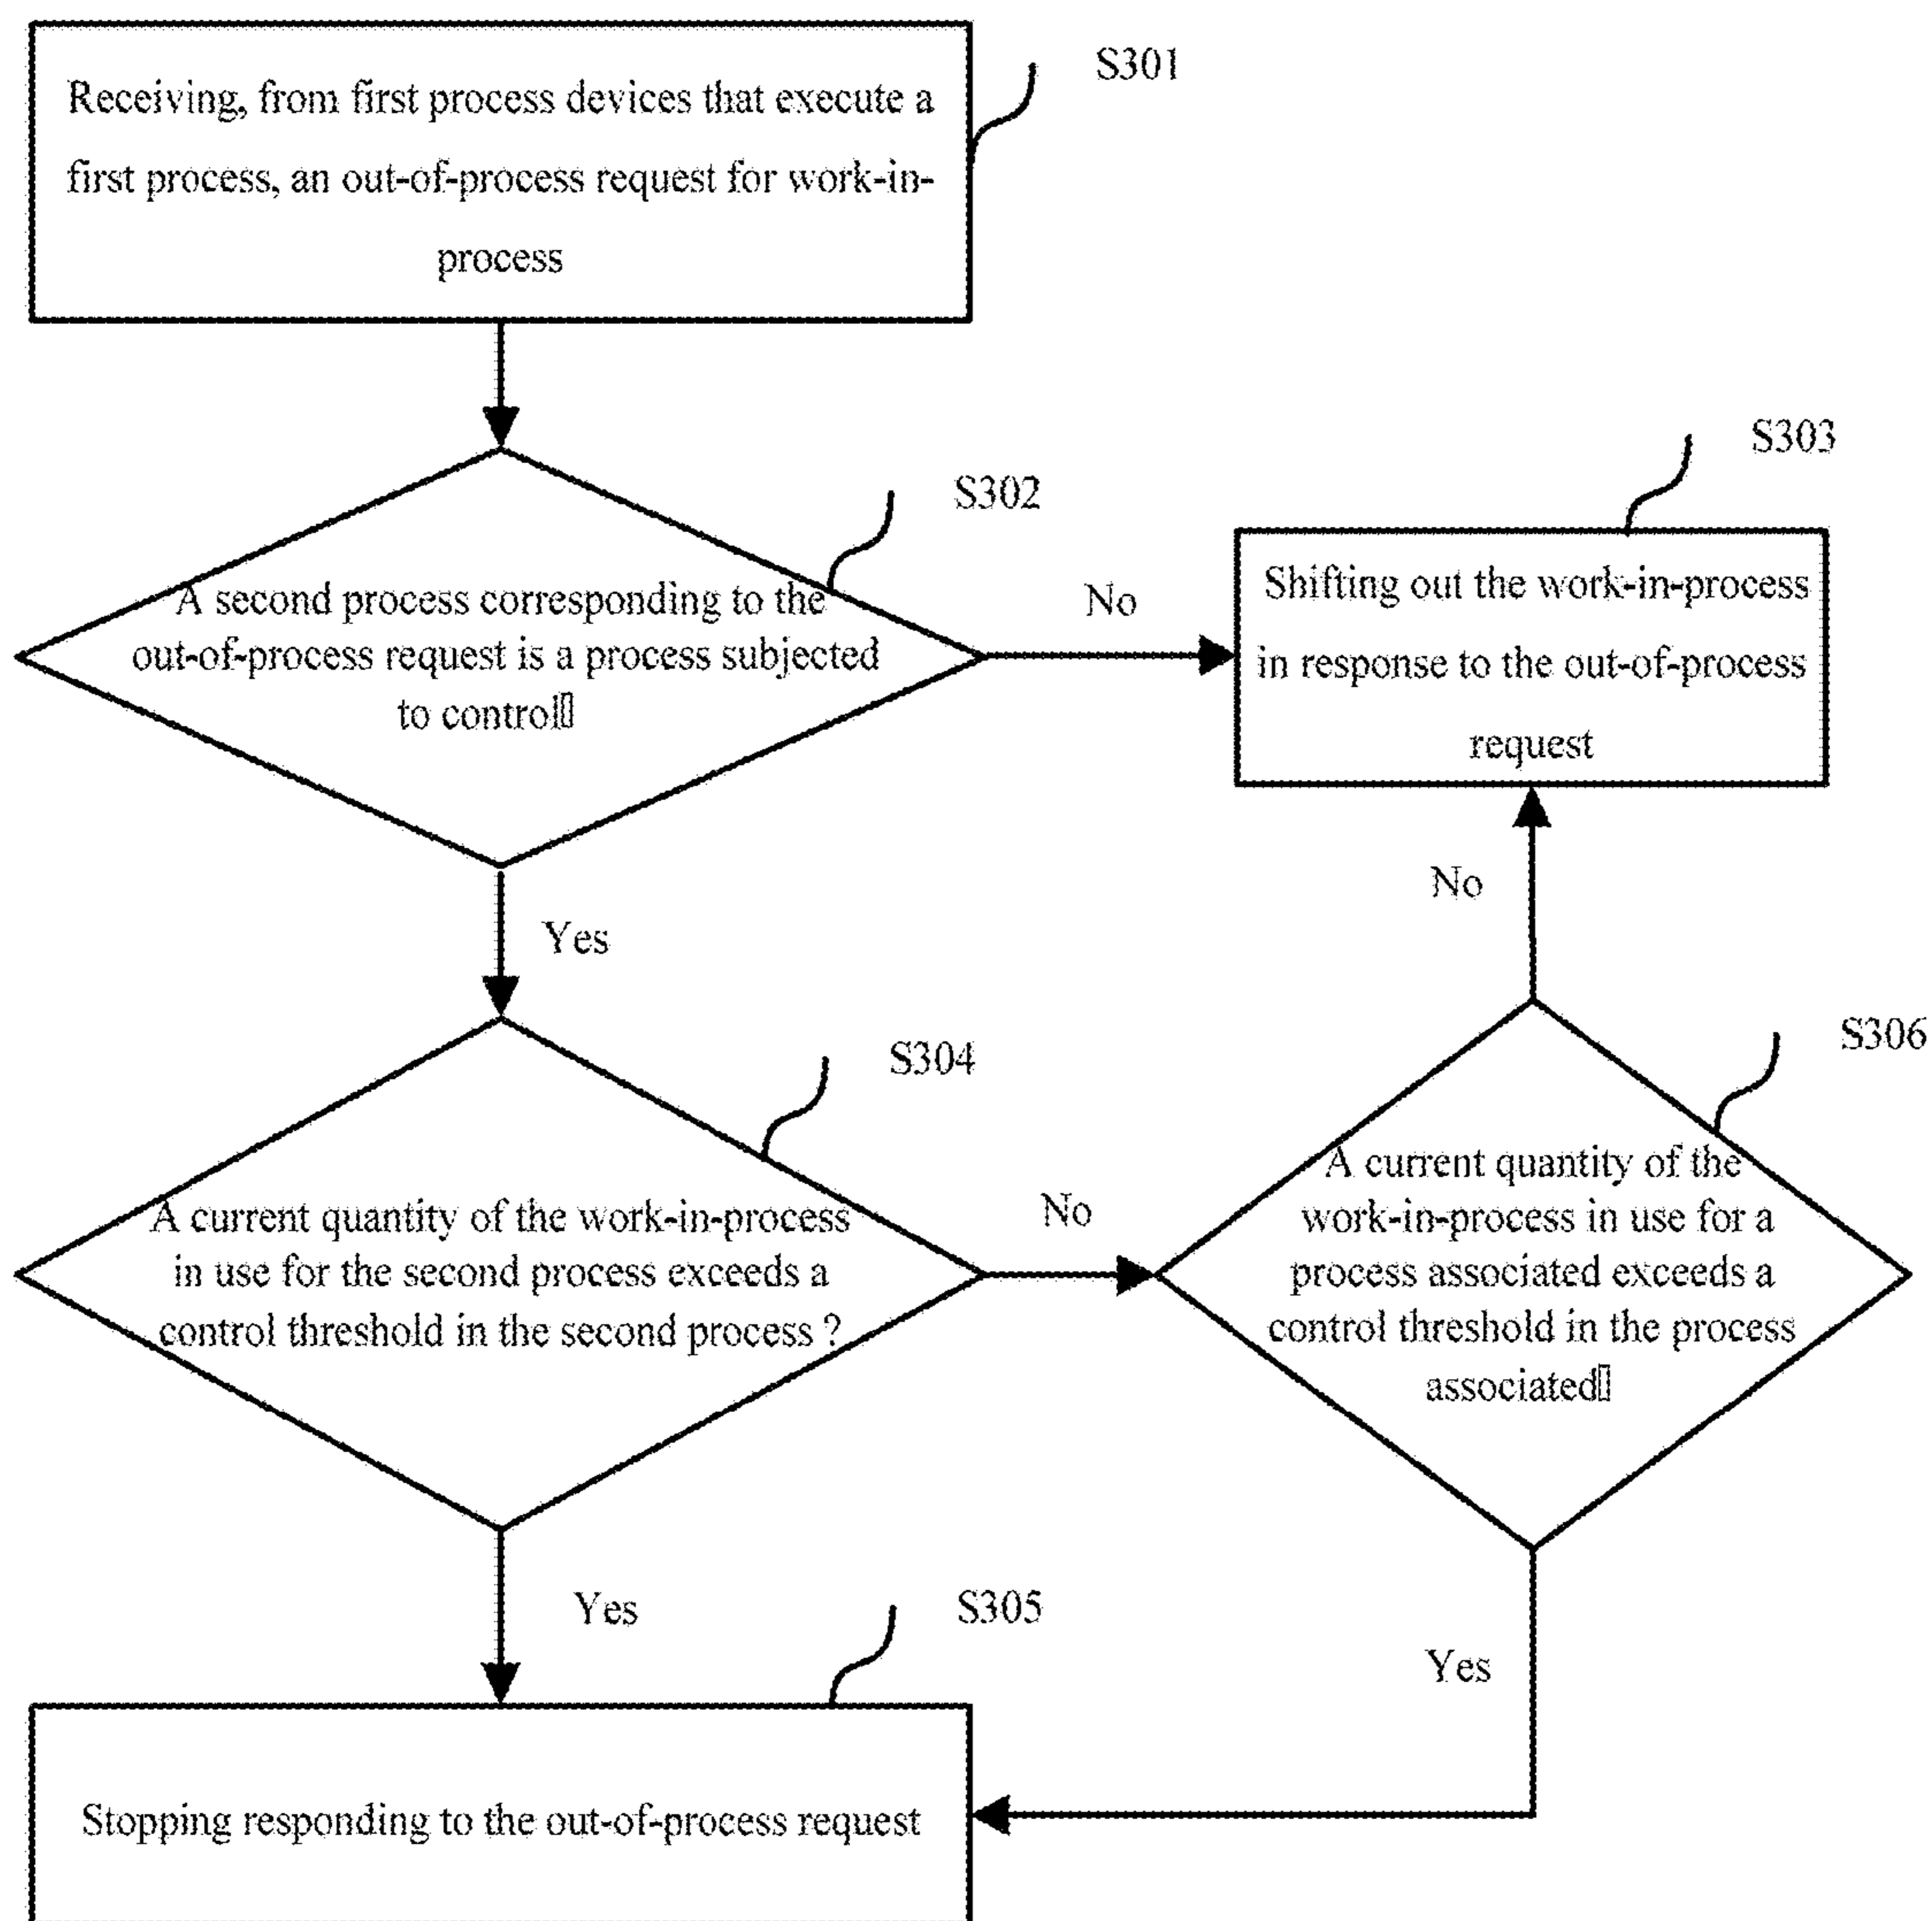 S301
Receiving, from first process devices that execute a
first process, an out-of-process request for work-in-
process
S302
A second process corresponding to the
out-of-process request is a process subjected
to control
No
S303
Shifting out the work-in-process
in response to the out-of-process
request
Yes
No
S304
A current quantity of the work-in-process
in use for the second process exceeds a
control threshold in the second process ?
No
S306
A current quantity of the
work-in-process in use for a
process associated exceeds a
control threshold in the process
associated
Yes
Yes
S305
Stopping responding to the out-of-process request